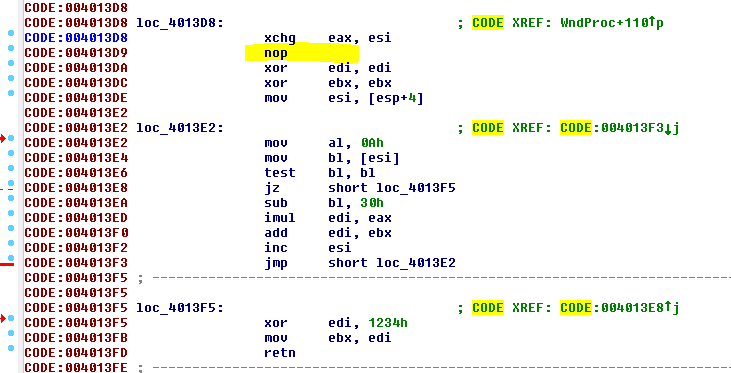 CODE:004013D8
CODE:004013D8 loc_4013D8: ; CODE XREF: WndProc+110↑p
CODE:004013D8 xchg eax, esi
CODE:004013D9 nop
CODE:004013DA xor edi, edi
CODE:004013DC xor ebx, ebx
CODE:004013DE mov esi, [esp+4]
CODE:004013E2
CODE:004013E2 loc_4013E2: ; CODE XREF: CODE:004013F3↓j
CODE:004013E2 mov al, 0Ah
CODE:004013E4 mov bl, [esi]
CODE:004013E6 test bl, bl
CODE:004013E8 jz short loc_4013F5
CODE:004013EA sub bl, 30h
CODE:004013ED imul edi, eax
CODE:004013F0 add edi, ebx
CODE:004013F2 inc esi
CODE:004013F3 jmp short loc_4013E2
CODE:004013F5 ; ---------------------------------------------------------------------------
CODE:004013F5
CODE:004013F5 loc_4013F5: ; CODE XREF: CODE:004013E8↑j
CODE:004013F5 xor edi, 1234h
CODE:004013FB mov ebx, edi
CODE:004013FD retn
CODE:004013FE ; ---------------------------------------------------------------------------